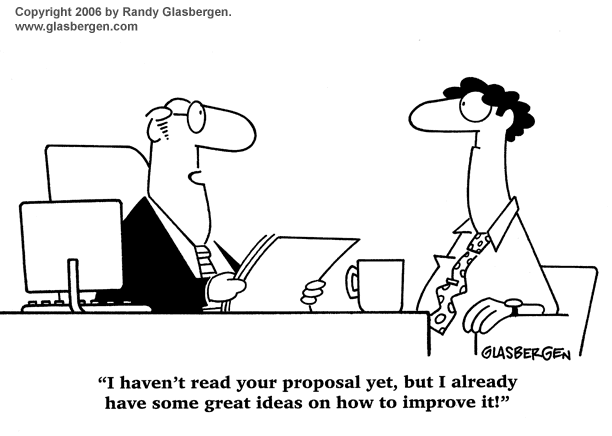 Copyright 2006 by Randy Glasbergen.
www.glasbergen.com
GLASBERGEN
“I haven’t read your proposal yet, but I already
have some great ideas on how to improve it!”